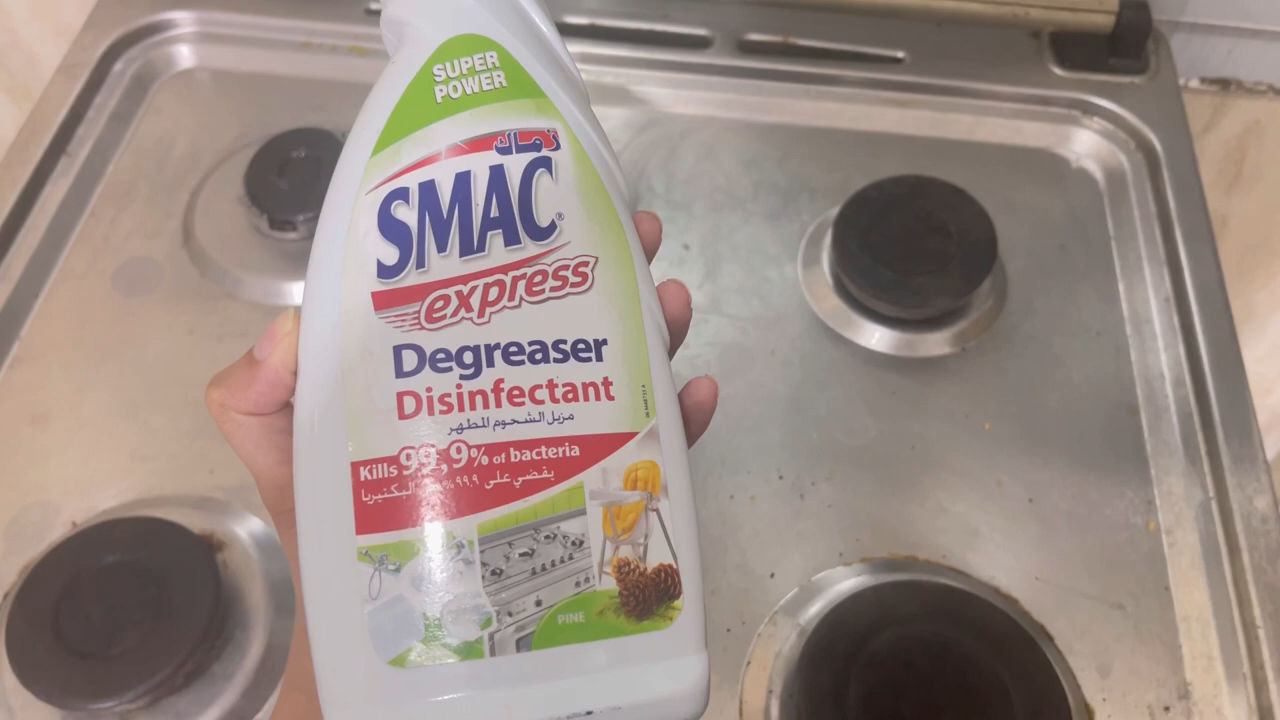 SUPER
POWER
زماك
SMAC®
express
Degreaser
Disinfectant
مزيل الشحوم المطهر
Kills 99,9% of bacteria
يقضي على ٩٩,٩% البكتيريا
PINE